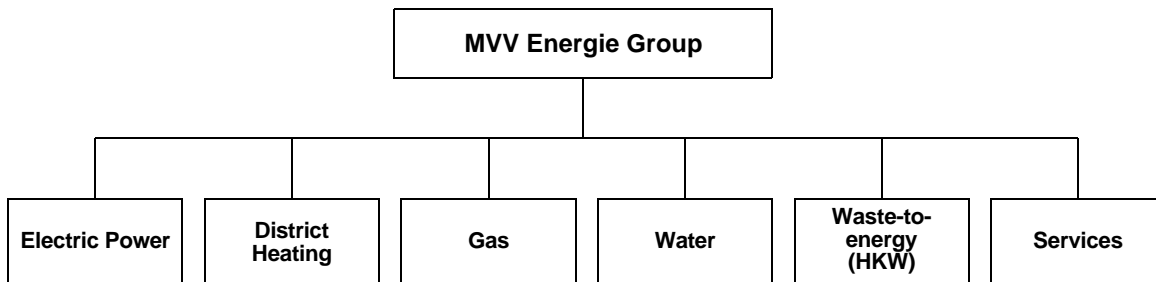 MVV Energie Group
Electric Power
District
Heating
Gas
Water
Waste-to-
energy
(HKW)
Services